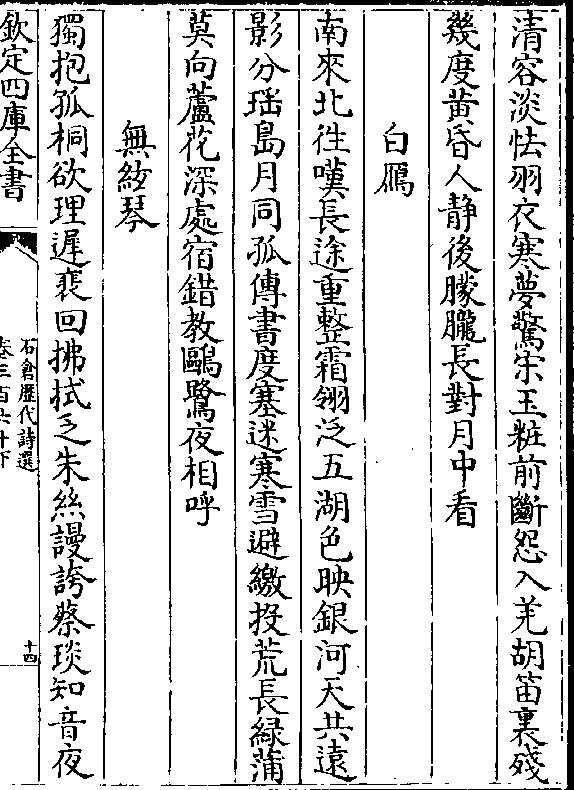 清容淡怯羽衣寒夢驚宋玉粧前斷怨入羌胡笛裏殘
幾度黄昏人静後朦朧長對月中看
白鴈
南來北徃嘆長途重整霜翎泛五湖色映銀河天共遠
影分瑶島月同孤傳書度塞迷寒雪避繳投荒長緑蒲
莫向蘆花深處宿錯教鷗鷺夜相呼
無絃琴
獨抱孤桐欲理遲裵回拂拭乏朱絲謾誇蔡琰知音夜
欽定四庫全書
石倉歷代詩選
卷三百六十下
十四